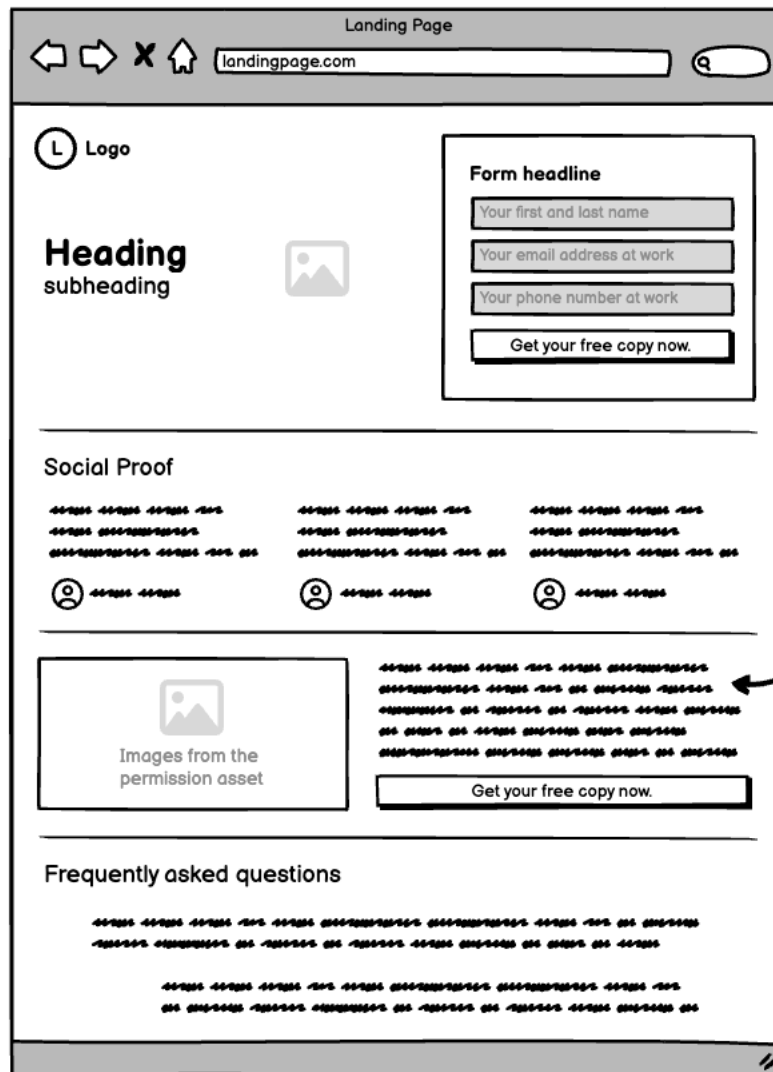 Landing Page
landingpage.com
L Logo
Form headline
Your first and last name
Your email address at work
Your phone number at work
Get your free copy now.
Heading
subheading
Social Proof
Images from the
permission asset
Get your free copy now.
Frequently asked questions